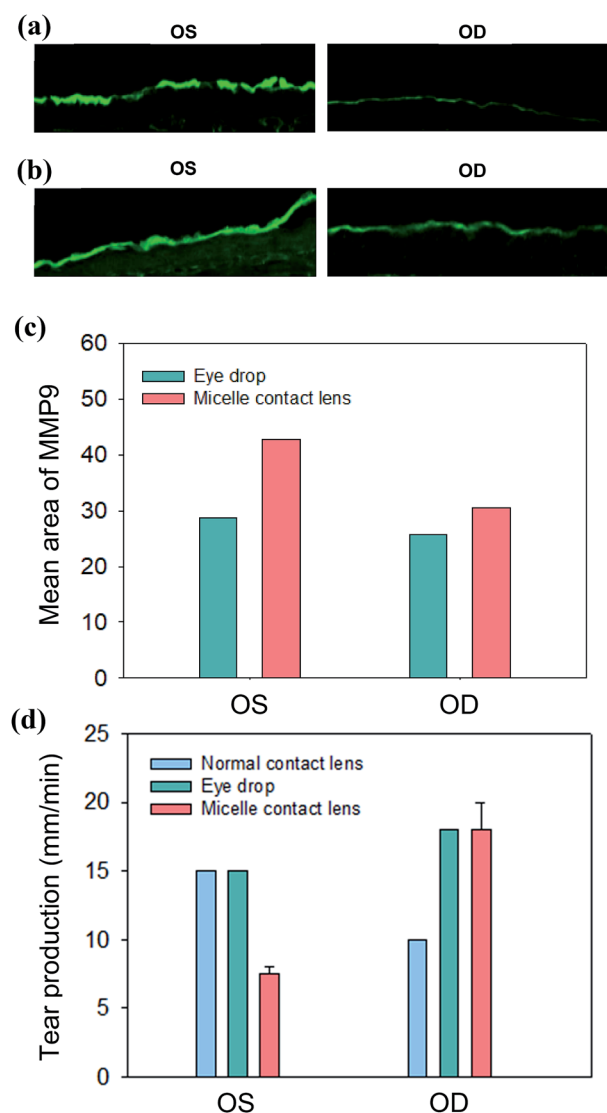 (a)
OS
OD
(b)
OS
OD
(c)
60
50
40
30
20
10
0
Mean area of MMP9
Eye drop
Micelle contact lens
OS
OD
(d)
25
20
15
10
5
0
Tear production (mm/min)
Normal contact lens
Eye drop
Micelle contact lens
OS
OD